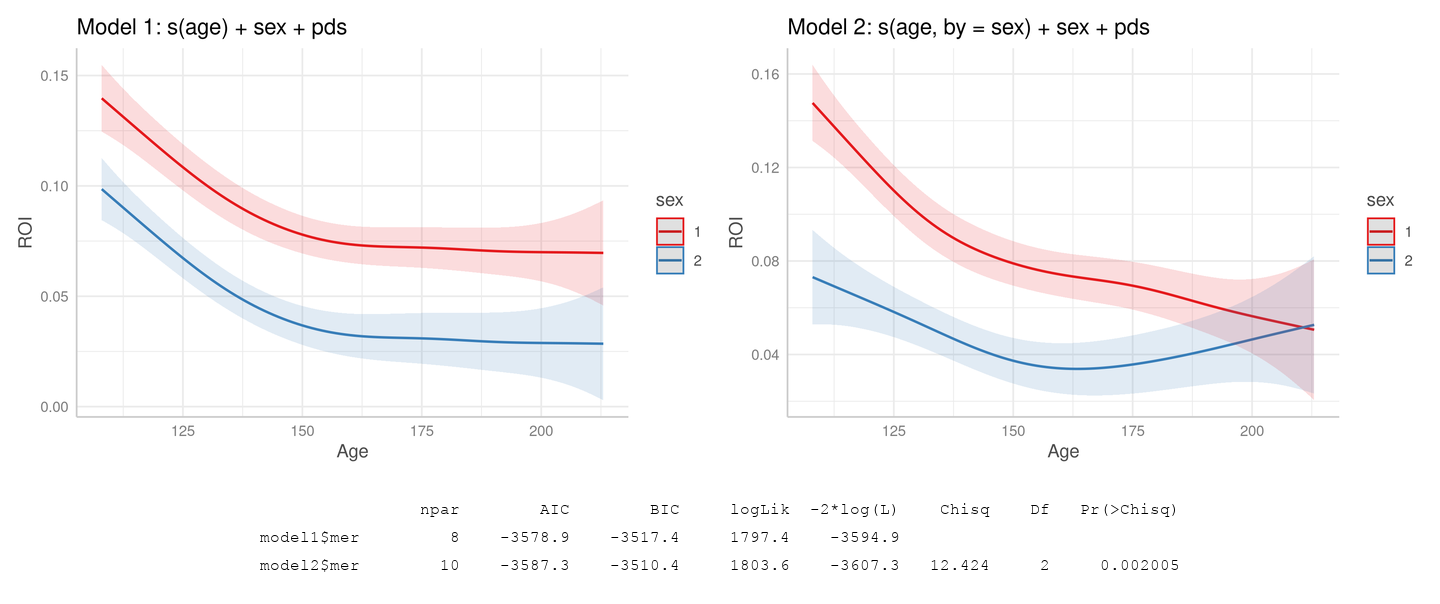 Model 1: s(age) + sex + pds
0.15
0.10
0.05
0.00
ROI
125 150 175 200
Age
sex
1
2
Model 2: s(age, by = sex) + sex + pds
0.16
0.12
0.08
0.04
ROI
125 150 175 200
Age
sex
1
2
npar AIC BIC logLik -2*log(L) Chisq Df Pr(>Chisq)
model1$mer 8 -3578.9 -3517.4 1797.4 -3594.9
model2$mer 10 -3587.3 -3510.4 1803.6 -3607.3 12.424 2 0.002005